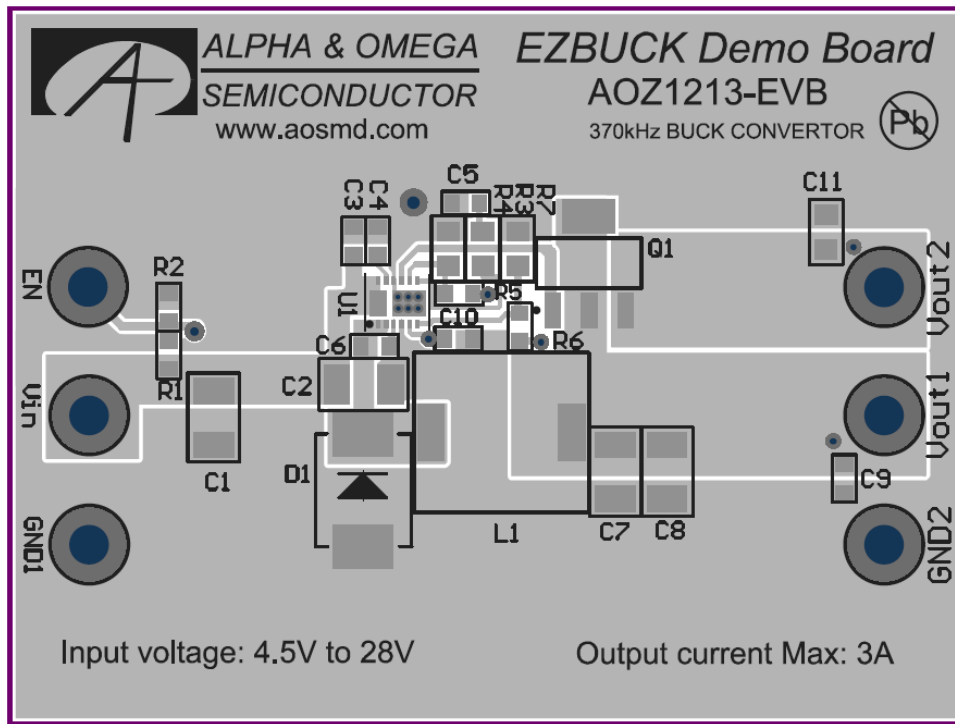 ALPHA & OMEGA
SEMICONDUCTOR
www.aosmd.com
EZBUCK Demo Board
AOZ1213-EVB
370kHz BUCK CONVERTOR
Pb
C3
C4
C5
R4
R3
R7
Q1
C11
EN
R2
U1
R5
C10
C6
R6
Vout2
Vin
R1
C2
C1
D1
L1
C7
C8
C9
Vout1
GND1
GND2
Input voltage: 4.5V to 28V
Output current Max: 3A